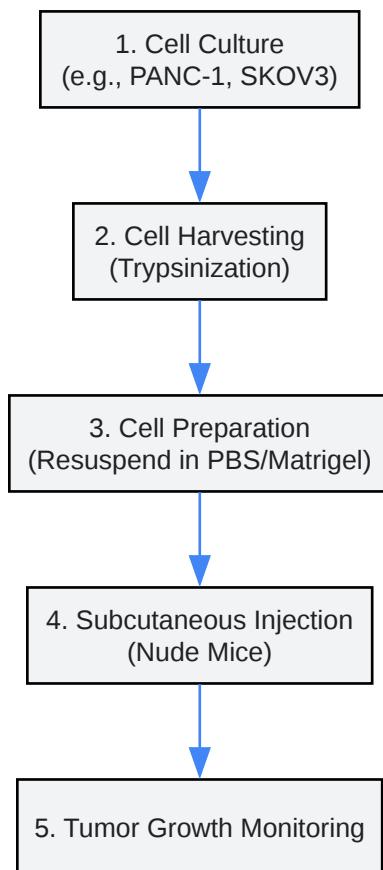 1. Cell Culture
(e.g., PANC-1, SKOV3)
2. Cell Harvesting
(Trypsinization)
3. Cell Preparation
(Resuspend in PBS/Matrigel)
4. Subcutaneous Injection
(Nude Mice)
5. Tumor Growth Monitoring